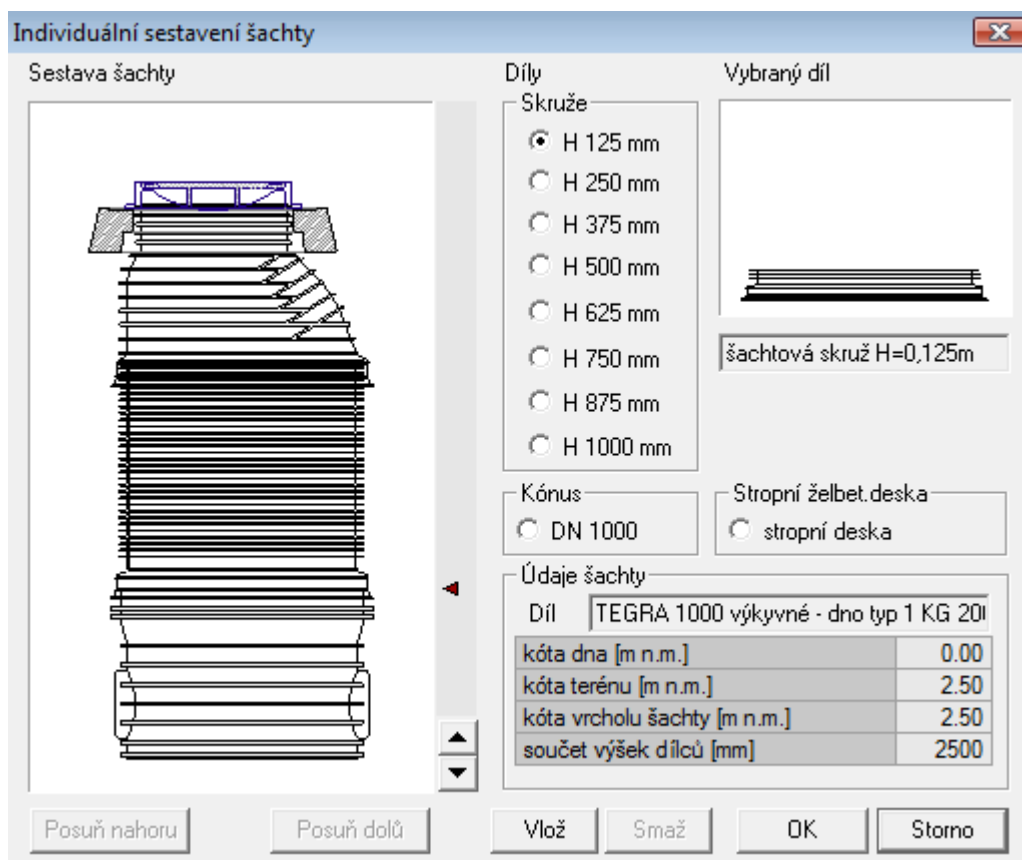 Individuální sestavení šachty
Sestava šachty
Díly
Vybraný díl
Skruže
H 125 mm
H 250 mm
H 375 mm
H 500 mm
H 625 mm
H 750 mm
H 875 mm
H 1000 mm
šachtová skruž H=0,125m
Kónus
DN 1000
Stropní želbet.deska
stropní deska
Údaje šachty
Díl TEGRA 1000 výkyvné - dno typ 1 KG 20
kóta dna [m n.m.] 0.00
kóta terénu [m n.m.] 2.50
kóta vrcholu šachty [m n.m.] 2.50
součet výšek dílců [mm] 2500
Posuň nahoru
Posuň dolů
Vlož
Smaž
OK
Storno